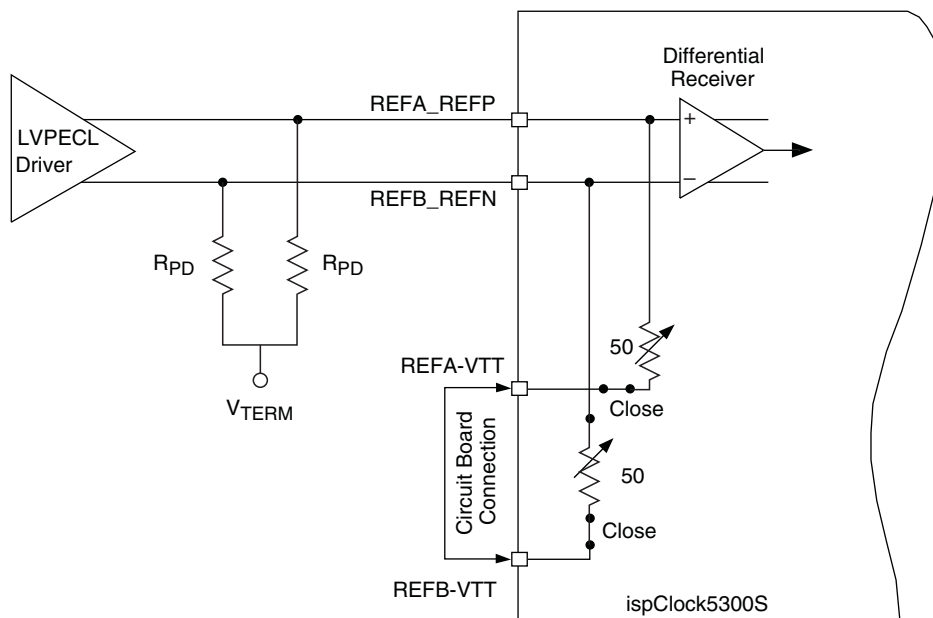 Differential
Receiver
REFA_REFP
LVPECL
Driver
+
−
REFB_REFN
RPD
RPD
50
REFA-VTT
VTERM
Close
Circuit Board
Connection
50
Close
REFB-VTT
ispClock5300S